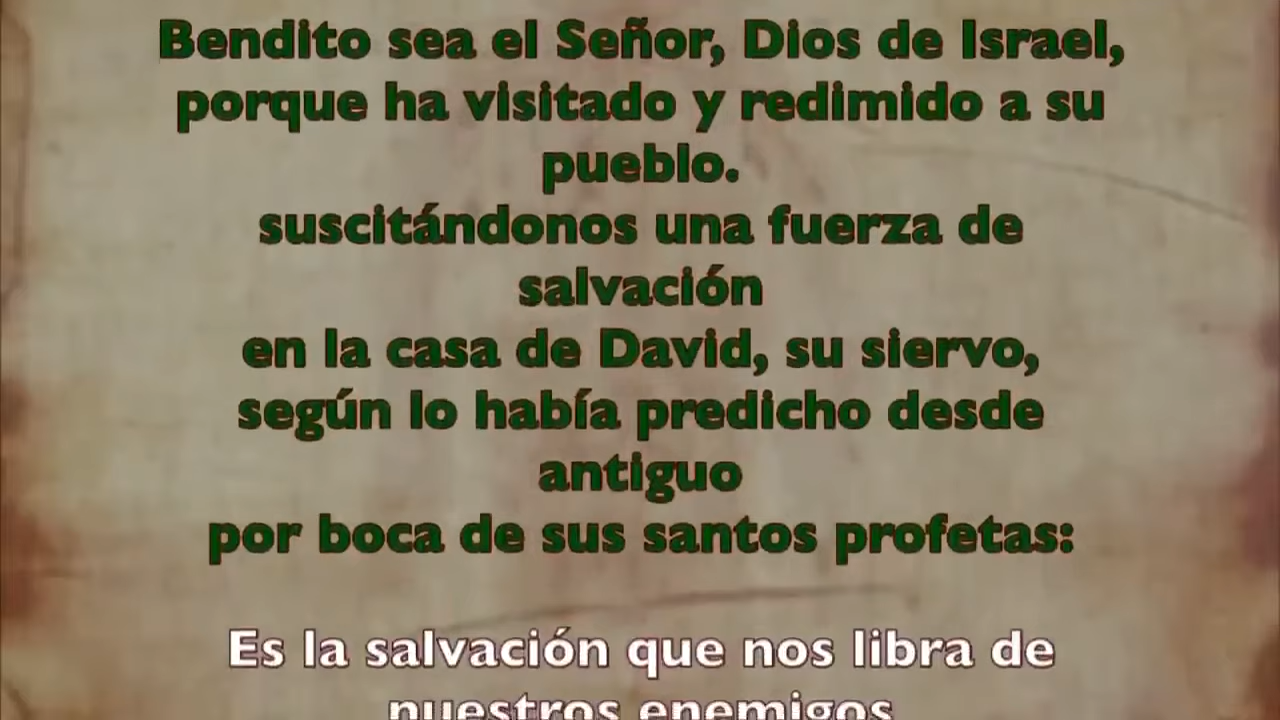 Bendito sea el Señor, Dios de Israel,
porque ha visitado y redimido a su
pueblo.
suscitándonos una fuerza de
salvación
en la casa de David, su siervo,
según lo había predicho desde
antiguo
por boca de sus santos profetas:
Es la salvación que nos libra de
nuestros enemigos